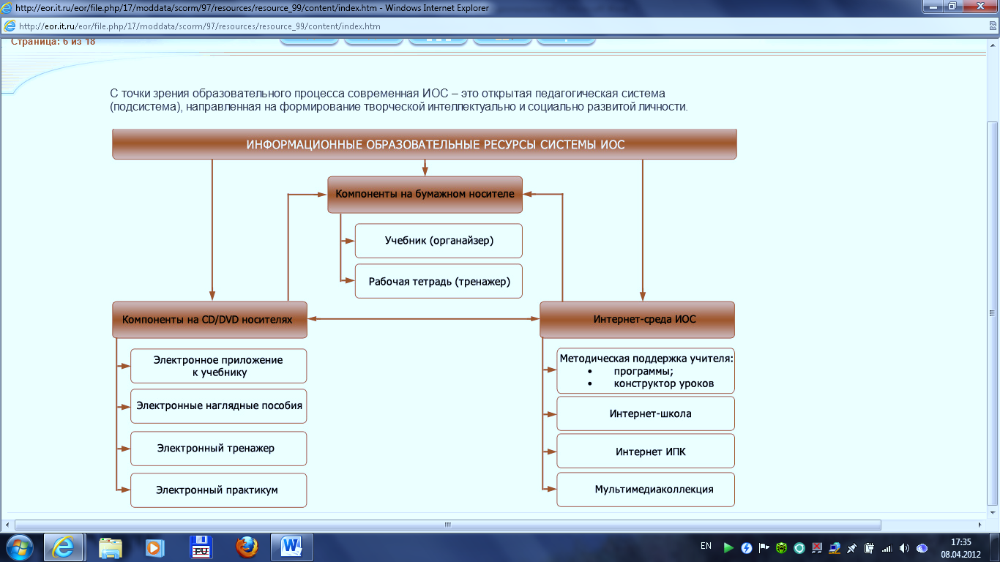 http://eor.it.ru/eor/file.php/17/moddata/scorm/97/resources/resource_99/content/index.htm - Windows Internet Explorer
http://eor.it.ru/eor/file.php/17/moddata/scorm/97/resources/resource_99/content/index.htm
Страница: 6 из 18
С точки зрения образовательного процесса современная ИОС – это открытая педагогическая система
(подсистема), направленная на формирование творческой интеллектуально и социально развитой личности.
ИНФОРМАЦИОННЫЕ ОБРАЗОВАТЕЛЬНЫЕ РЕСУРСЫ СИСТЕМЫ ИОС
Компоненты на бумажном носителе
Учебник (органайзер)
Рабочая тетрадь (тренажер)
Компоненты на CD/DVD носителях
Электронное приложение
к учебнику
Электронные наглядные пособия
Электронный тренажер
Электронный практикум
Интернет-среда ИОС
Методическая поддержка учителя:
• программы;
• конструктор уроков
Интернет-школа
Интернет ИПК
Мультимедиаколлекция
EN
17:35
08.04.2012